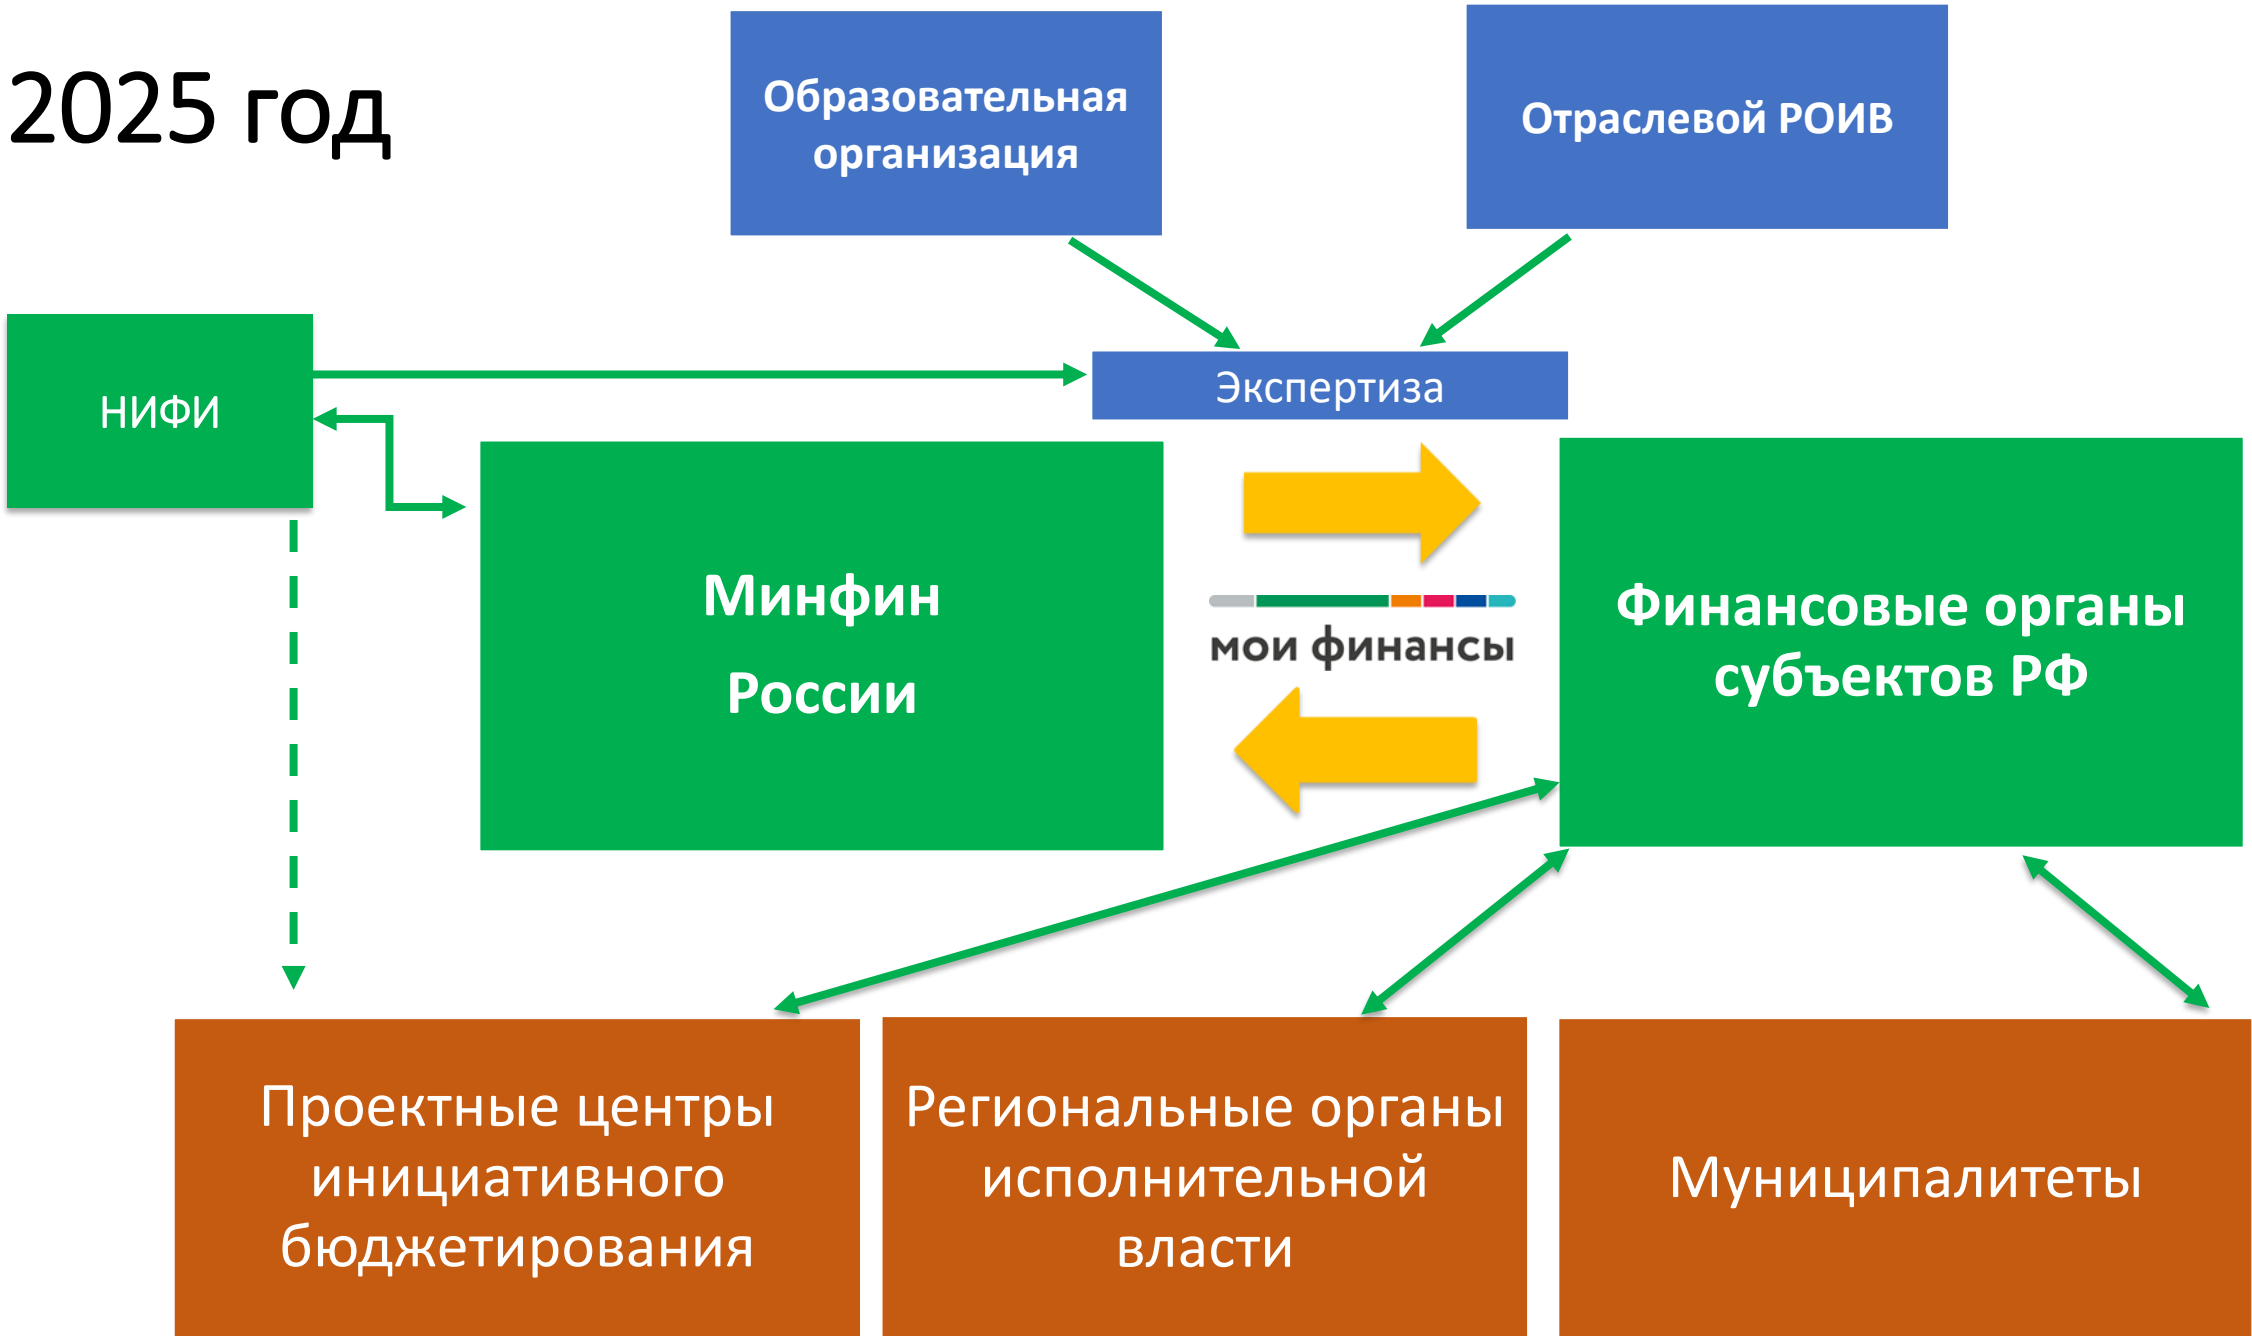 2025 год
Образовательная
организация
Отраслевой РОИВ
Экспертиза
НИФИ
Минфин
России
мои финансы
Финансовые органы
субъектов РФ
Проектные центры
инициативного
бюджетирования
Региональные органы
исполнительной
власти
Муниципалитеты